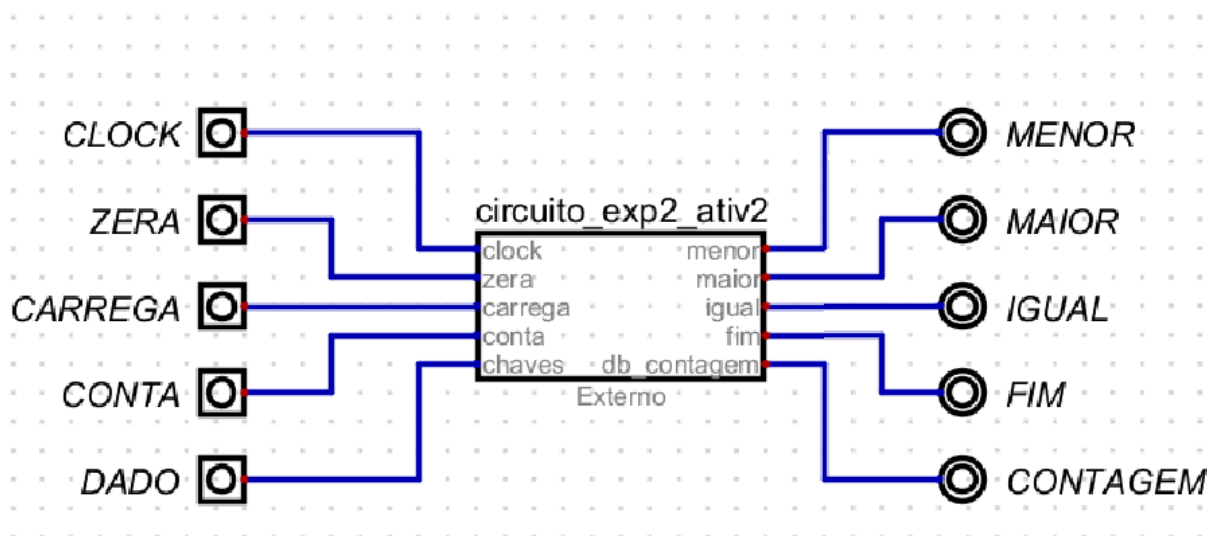 CLOCK
ZERA
CARREGA
CONTA
DADO
circuito_exp2_ativ2
clock
zera
carrega
conta
chaves
menor
maior
igual
fim
db_contagem
Externo
MENOR
MAIOR
IGUAL
FIM
CONTAGEM